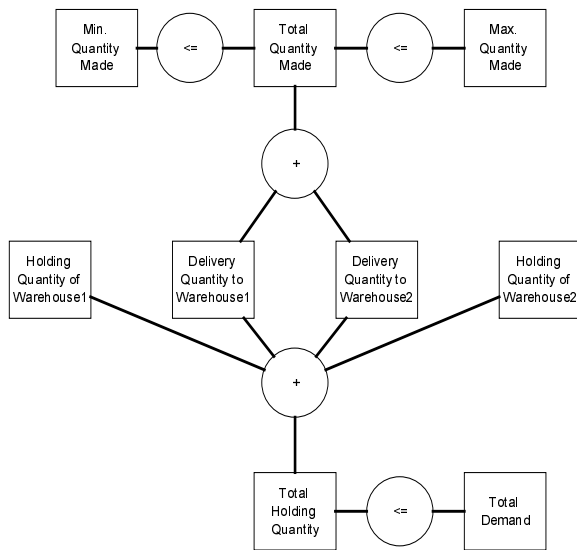 Min.
Quantity
Made
<=
Total
Quantity
Made
<=
Max.
Quantity
Made
+
Holding
Quantity of
Warehouse1
Delivery
Quantity to
Warehouse1
Delivery
Quantity to
Warehouse2
Holding
Quantity of
Warehouse2
+
Total
Holding
Quantity
<=
Total
Demand